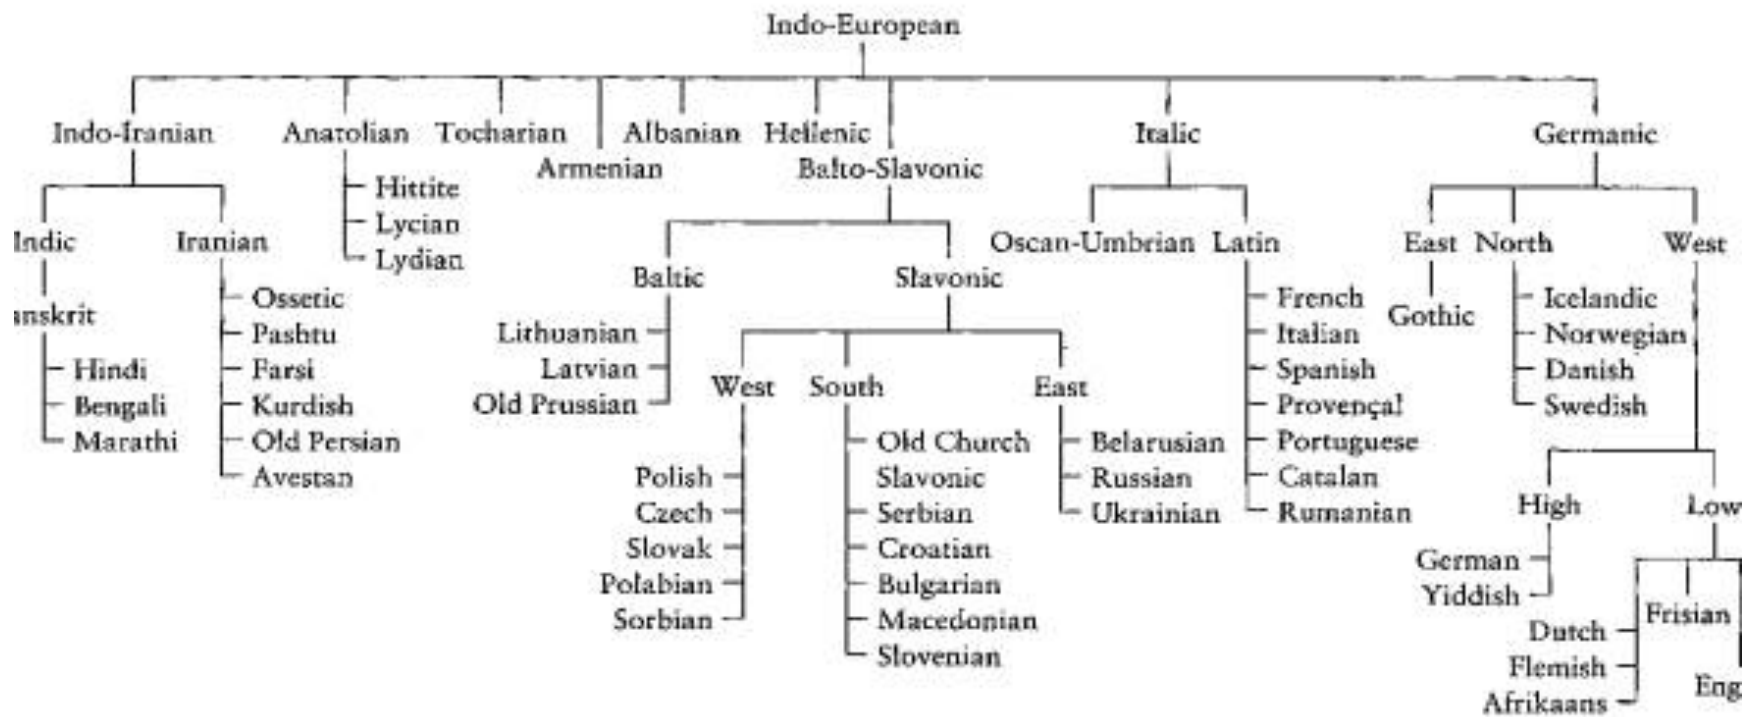 Indo-European
Indo-Iranian Anatolian Tocharian Albanian Hellenic Italic Germanic
Armenian Balto-Slavonic
Hittite
Lycian
Lydian
Indic Iranian
Oscan-Umbrian Latin
East North West
Baltic Slavonic
anskrit
Hindi
Bengali
Marathi
Ossetic
Pashtu
Farsi
Kurdish
Old Persian
Avestan
Lithuanian
Latvian
Old Prussian
West South East
Polish
Czech
Slovak
Polabian
Sorbian
Old Church
Slavonic
Serbian
Croatian
Bulgarian
Macedonian
Slovenian
Belarusian
Russian
Ukrainian
French
Italian
Spanish
Provençal
Portuguese
Catalan
Rumanian
Gothic
Icelandic
Norwegian
Danish
Swedish
High Low
German
Yiddish
Dutch
Flemish
Afrikaans
Frisian
Eng